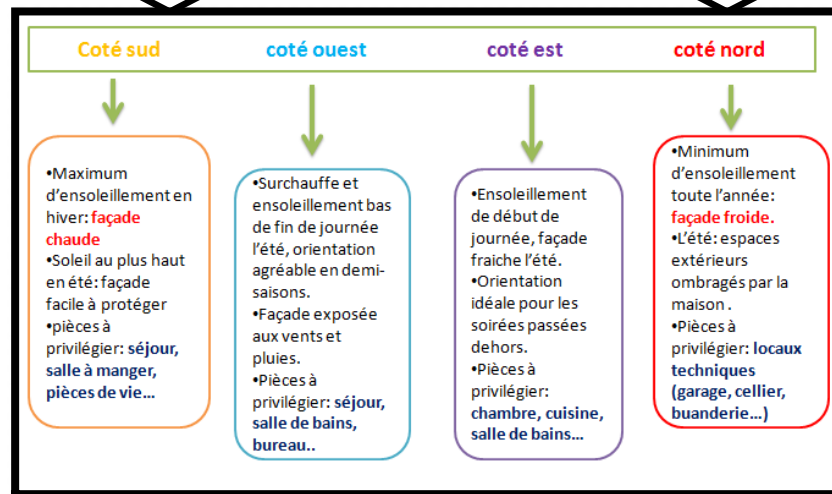 Coté sud
coté ouest
coté est
coté nord
•Maximum
d’ensoleillement en
hiver: façade
chaude
•Soleil au plus haut
en été: façade
facile à protéger
•pièces à
privilégier: séjour,
salle à manger,
pièces de vie…
•Surchauffe et
ensoleillement bas
de fin de journée
l’été, orientation
agréable en demi-
saisons.
•Façade exposée
aux vents et
pluies.
•Pièces à
privilégier: séjour,
salle de bains,
bureau..
•Ensoleillement
de début de
journée, façade
fraiche l’été.
•Orientation
idéale pour les
soirées passées
dehors.
•Pièces à
privilégier:
chambre, cuisine,
salle de bains…
•Minimum
d’ensoleillement
toute l’année:
façade froide.
•L’été: espaces
extérieurs
ombragés par la
maison .
•Pièces à
privilégier: locaux
techniques
(garage, cellier,
buanderie…)